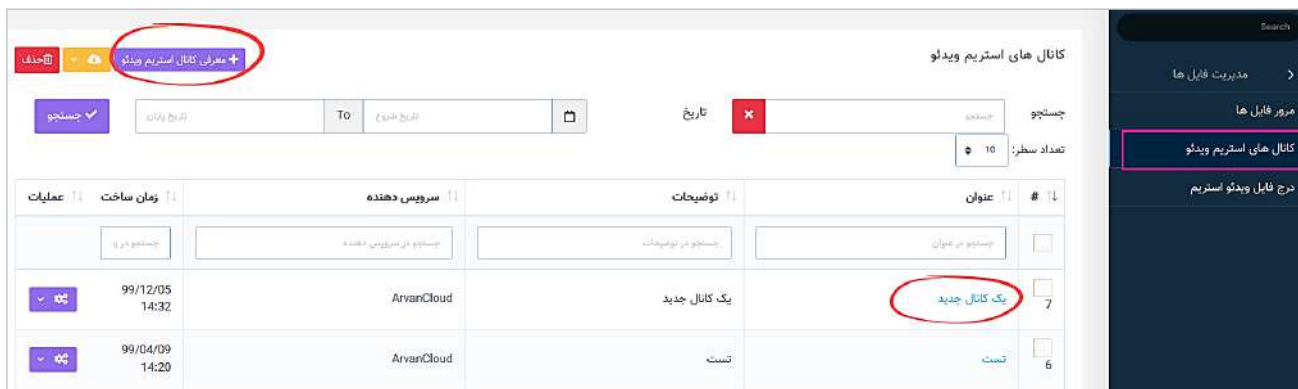 Search
مدیریت فایل ها
مرور فایل ها
کانال های استریم ویدئو
درج فایل ویدئو استریم
کانال های استریم ویدئو
معرفی کانال استریم ویدئو
حذف
جستجو جستجو تاریخ تاریخ شروع To تاریخ پایان جستجو
تعداد سطر: 10
# عنوان توضیحات سرویس دهنده زمان ساخت عملیات
جستجو در عنوان جستجو در توضیحات جستجو در سرویس دهنده جستجو در و
7 یک کانال جدید یک کانال جدید ArvanCloud 99/12/05 14:32
6 تست تست ArvanCloud 99/04/09 14:20